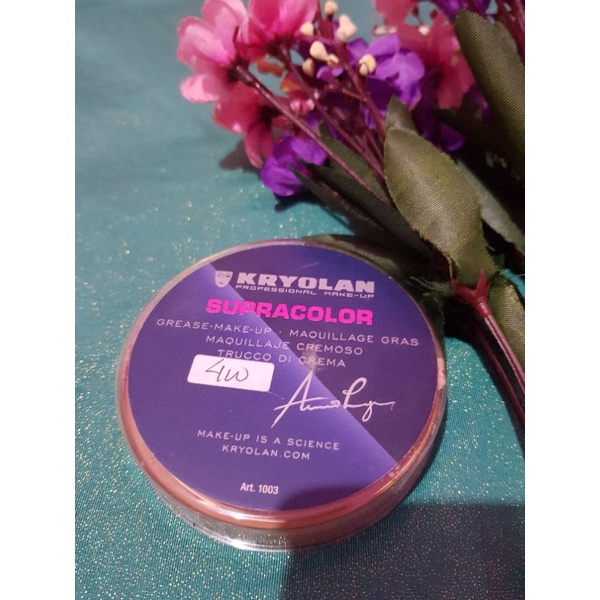 KRYOLAN
PROFESSIONAL MAKE-UP
SUPRACOLOR
GREASE-MAKE-UP · MAQUILLAGE GRAS
MAQUILLAJE CREMOSO
TRUCCO DI CREMA
4W
MAKE-UP IS A SCIENCE
KRYOLAN.COM
Art. 1003